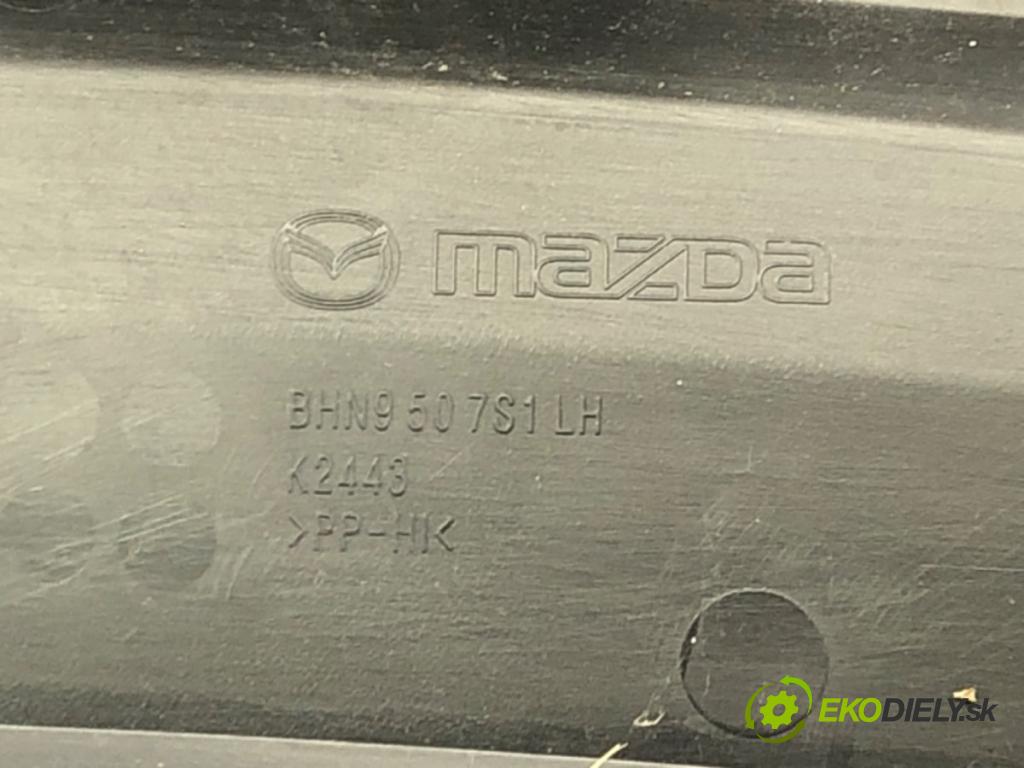 mazda
BHN9 50 7S1 LH
K2443
>PP-HI<
EKODIELY.sk